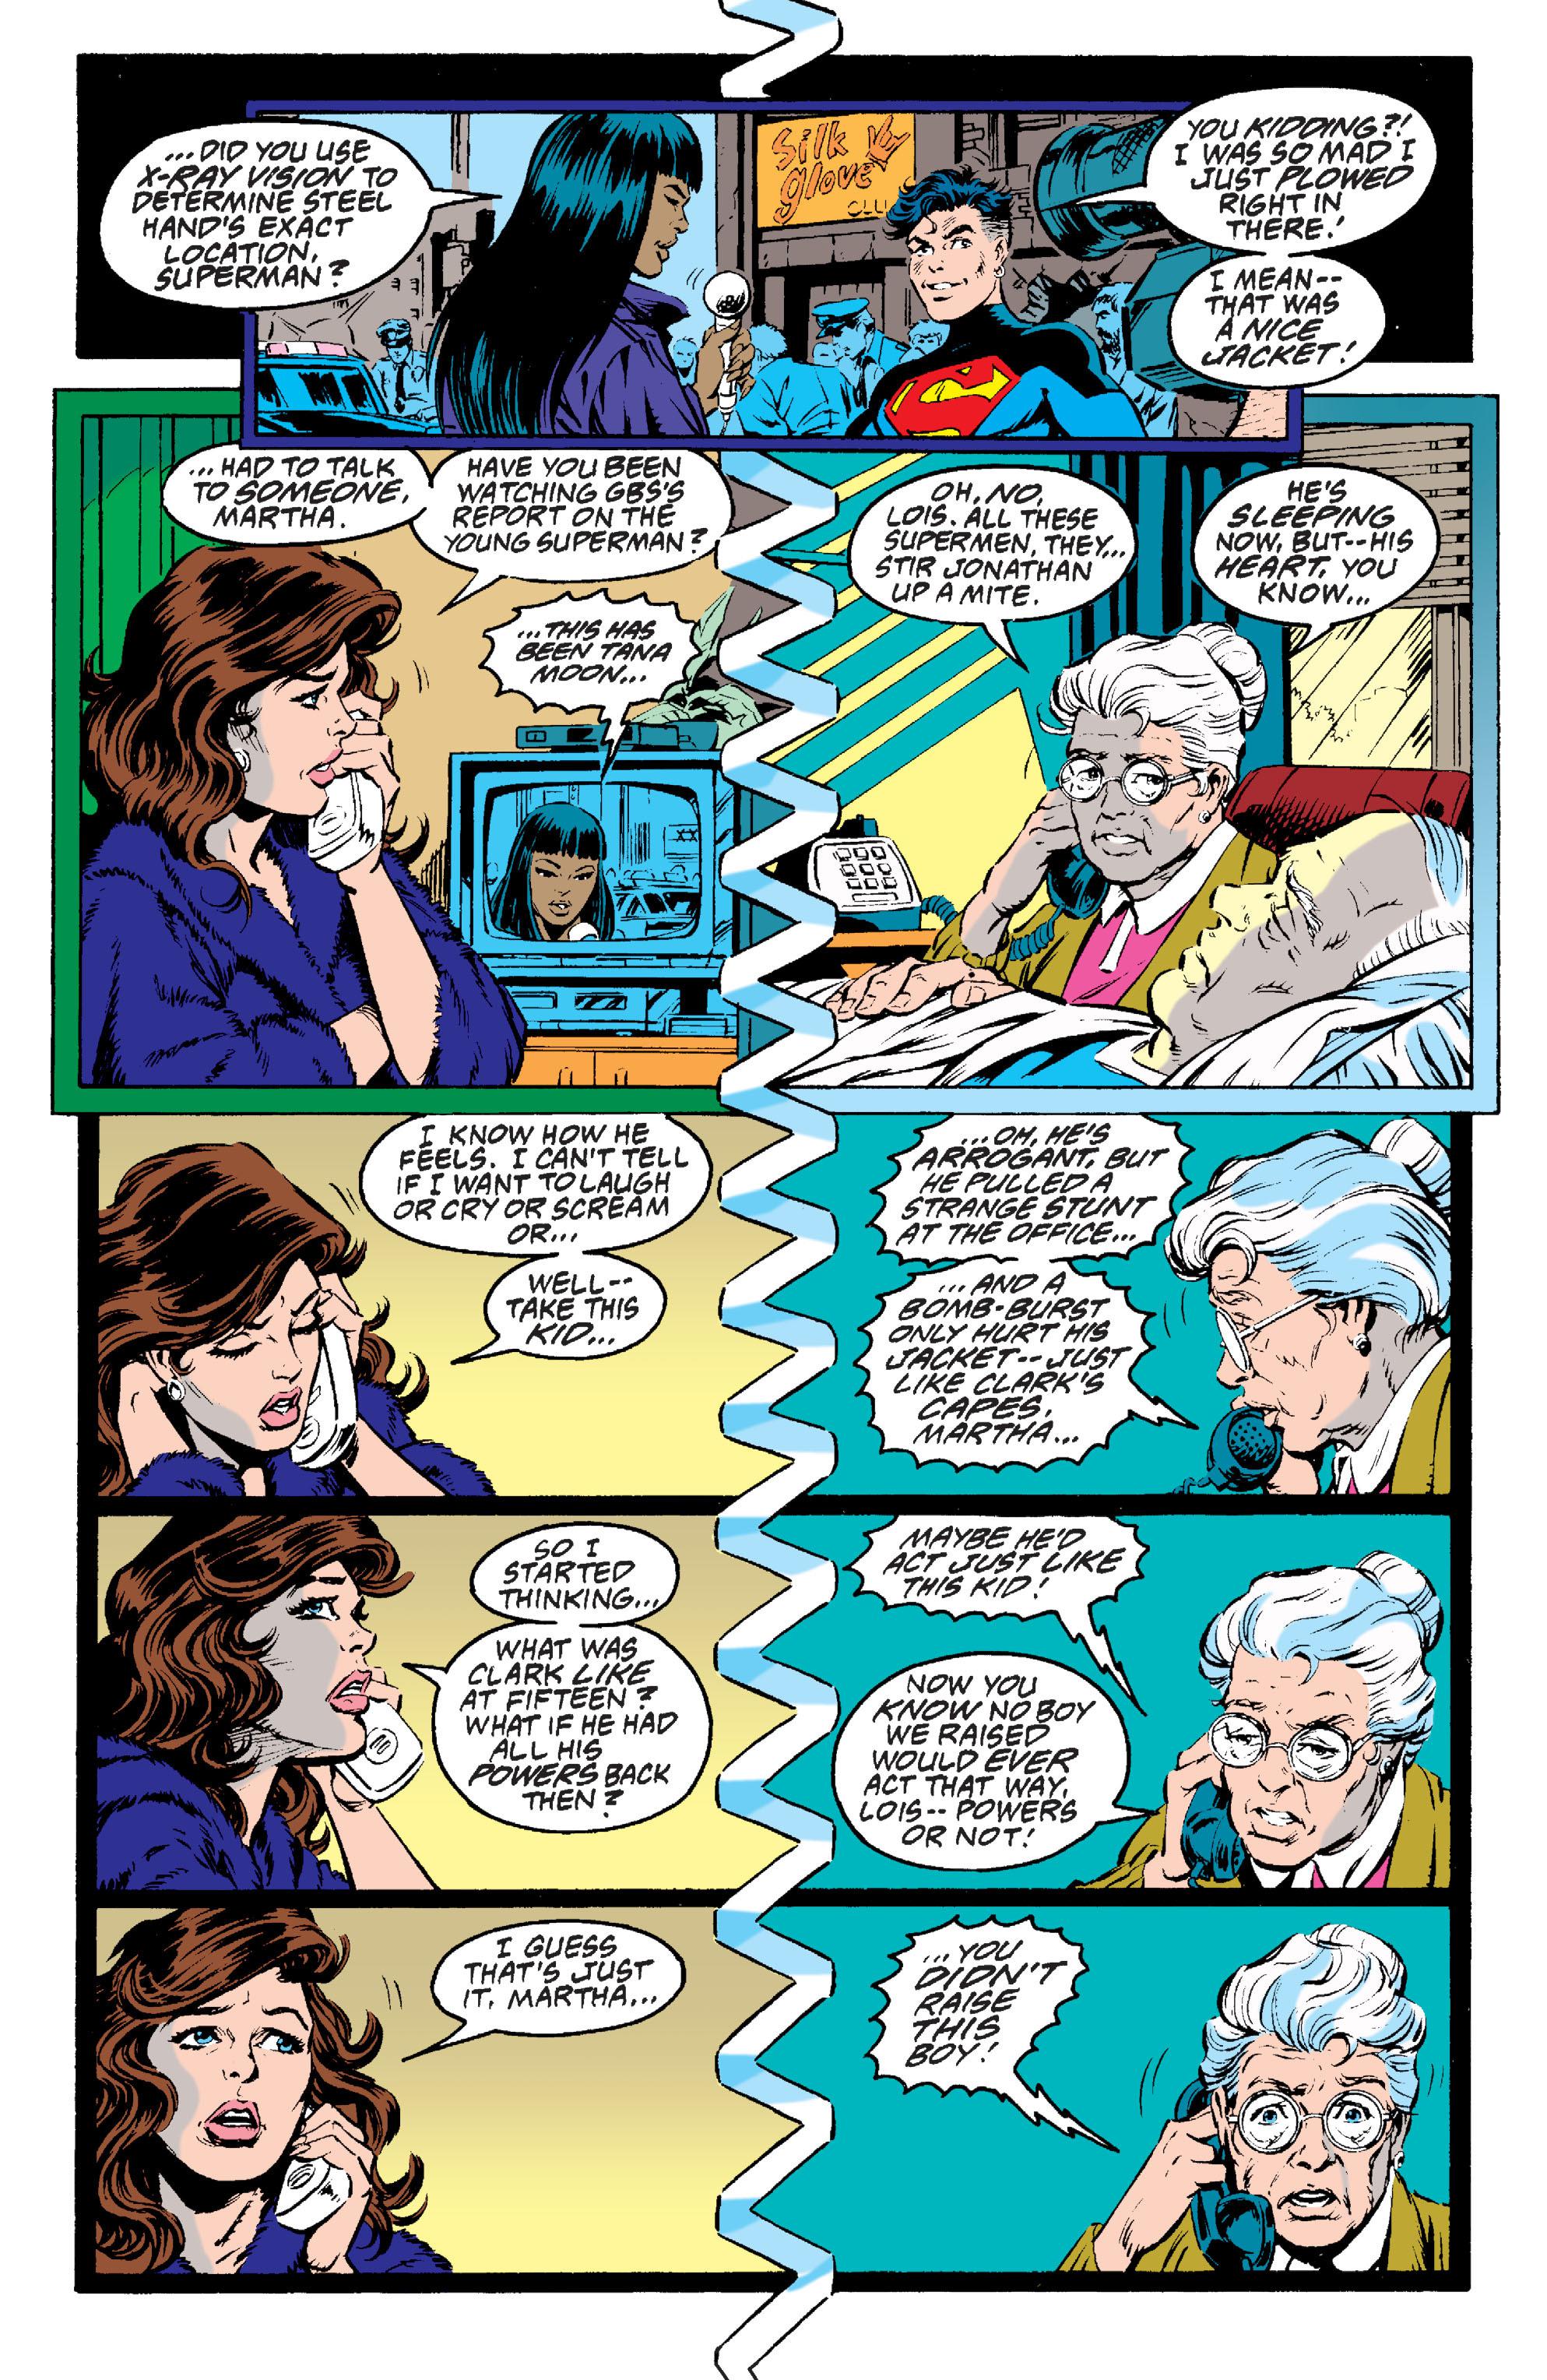 ...DID YOU USE
X-RAY VISION TO
DETERMINE STEEL
HAND'S EXACT
LOCATION,
SUPERMAN?
Silk
glove
CLU
YOU KIDDING?!
I WAS SO MAD I
JUST PLOWED
RIGHT IN
THERE!
I MEAN--
THAT WAS
A NICE
JACKET!
...HAD TO TALK
TO SOMEONE,
MARTHA.
HAVE YOU BEEN
WATCHING GBS'S
REPORT ON THE
YOUNG SUPERMAN?
...THIS HAS
BEEN TANA
MOON...
OH, NO,
LOIS. ALL THESE
SUPERMEN, THEY...
STIR JONATHAN
UP A MITE.
HE'S
SLEEPING
NOW, BUT--HIS
HEART, YOU
KNOW...
I KNOW HOW HE
FEELS. I CAN'T TELL
IF I WANT TO LAUGH
OR CRY OR SCREAM
OR...
WELL--
TAKE THIS
KID...
...OH, HE'S
ARROGANT, BUT
HE PULLED A
STRANGE STUNT
AT THE OFFICE...
...AND A
BOMB-BURST
ONLY HURT HIS
JACKET--JUST
LIKE CLARK'S
CAPES,
MARTHA...
SO I
STARTED
THINKING...
WHAT WAS
CLARK LIKE
AT FIFTEEN?
WHAT IF HE HAD
ALL HIS
POWERS BACK
THEN?
MAYBE HE'D
ACT JUST LIKE
THIS KID!
NOW YOU
KNOW NO BOY
WE RAISED
WOULD EVER
ACT THAT WAY,
LOIS--POWERS
OR NOT!
I GUESS
THAT'S JUST
IT, MARTHA...
...YOU
DIDN'T
RAISE
THIS
BOY!